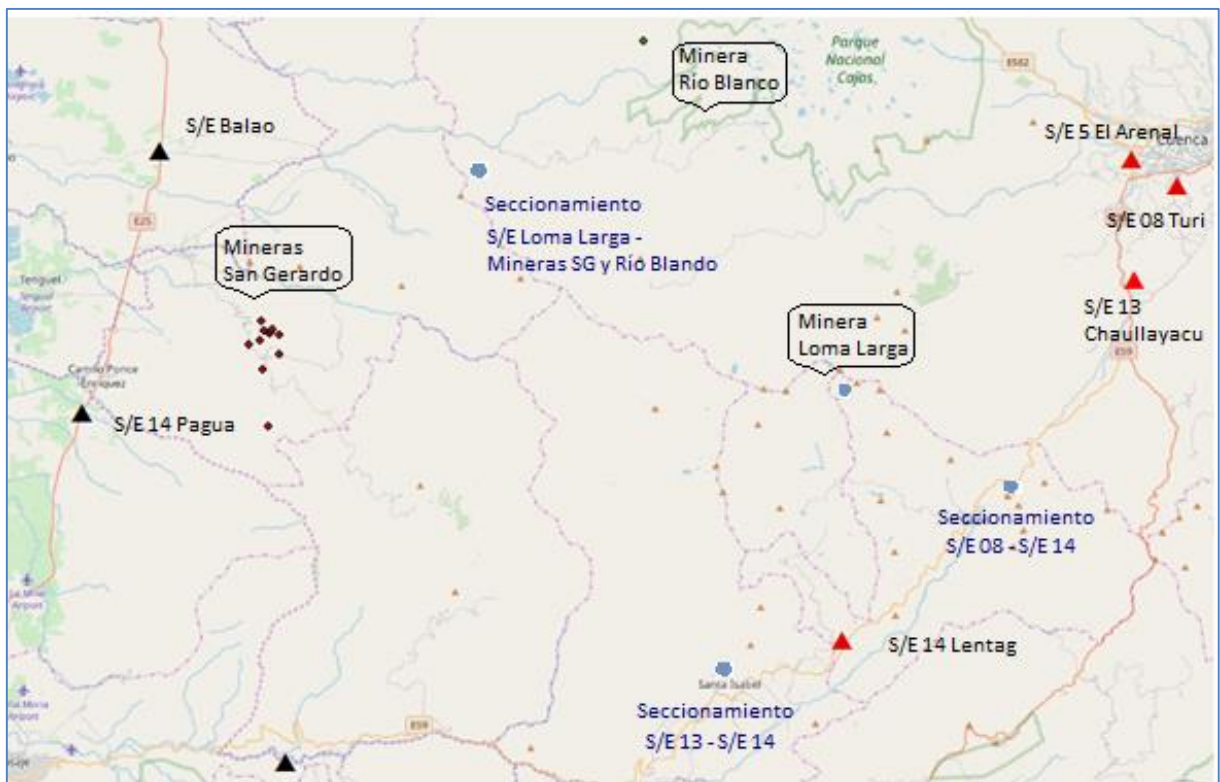 Minera
Río Blanco
Parque
Nacional
Cajas
E582
S/E Balao
S/E 5 El Arenal
Cuenca
S/E 08 Turi
Seccionamiento
S/E Loma Larga -
Mineras SG y Río Blando
E25
Mineras
San Gerardo
Tenguel
Minera
Loma Larga
S/E 13
Chaullayacu
E59
Camilo Ponce
Enríquez
S/E 14 Pagua
Seccionamiento
S/E 08 - S/E 14
S/E 14 Lentag
Santa Isabel
Seccionamiento
S/E 13 - S/E 14
E59